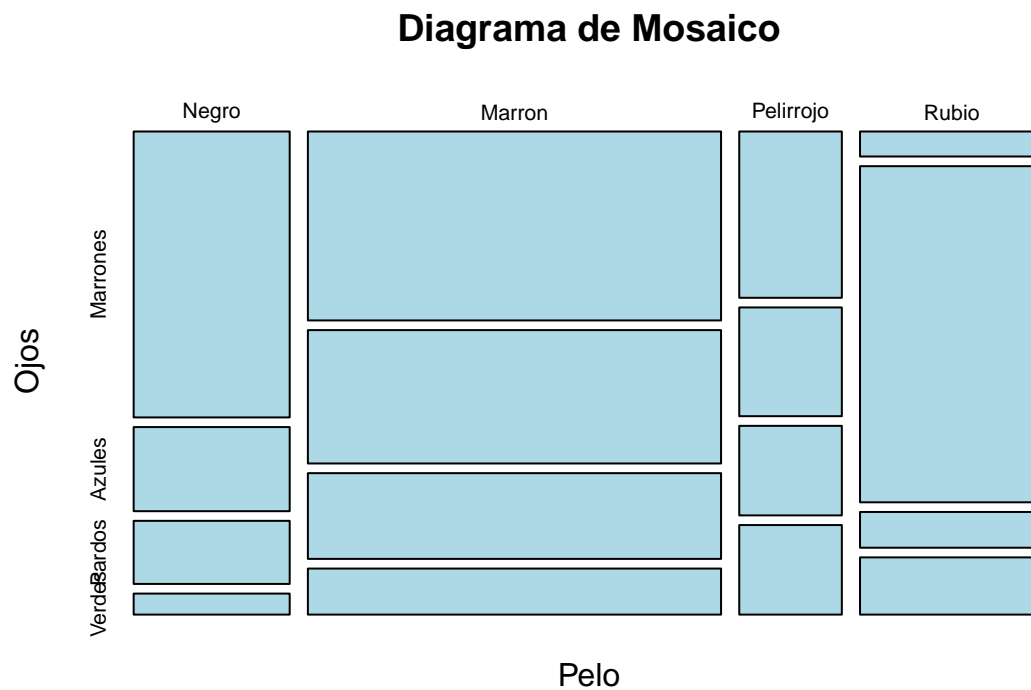 Diagrama de Mosaico
Negro Marron Pelirrojo Rubio
Marrones
Azules
Pardos
Verdes
Ojos
Pelo